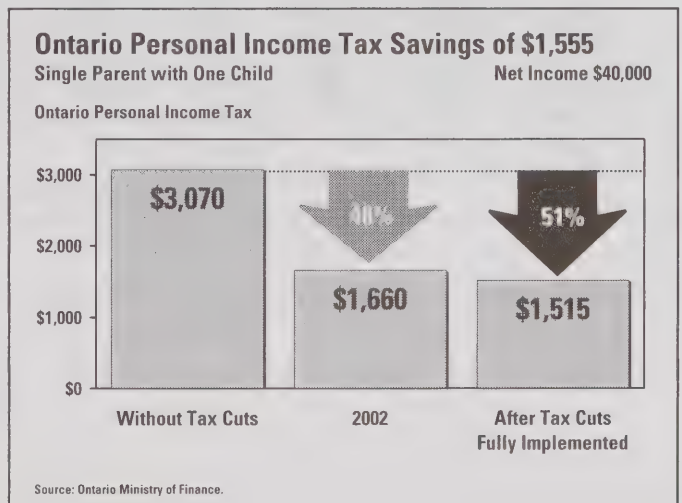 Ontario Personal Income Tax Savings of $1,555
Single Parent with One Child Net Income $40,000
Ontario Personal Income Tax
$3,000
$2,000
$1,000
$0
$3,070
$1,660
51%
$1,515
Without Tax Cuts
2002
After Tax Cuts
Fully Implemented
Source: Ontario Ministry of Finance.